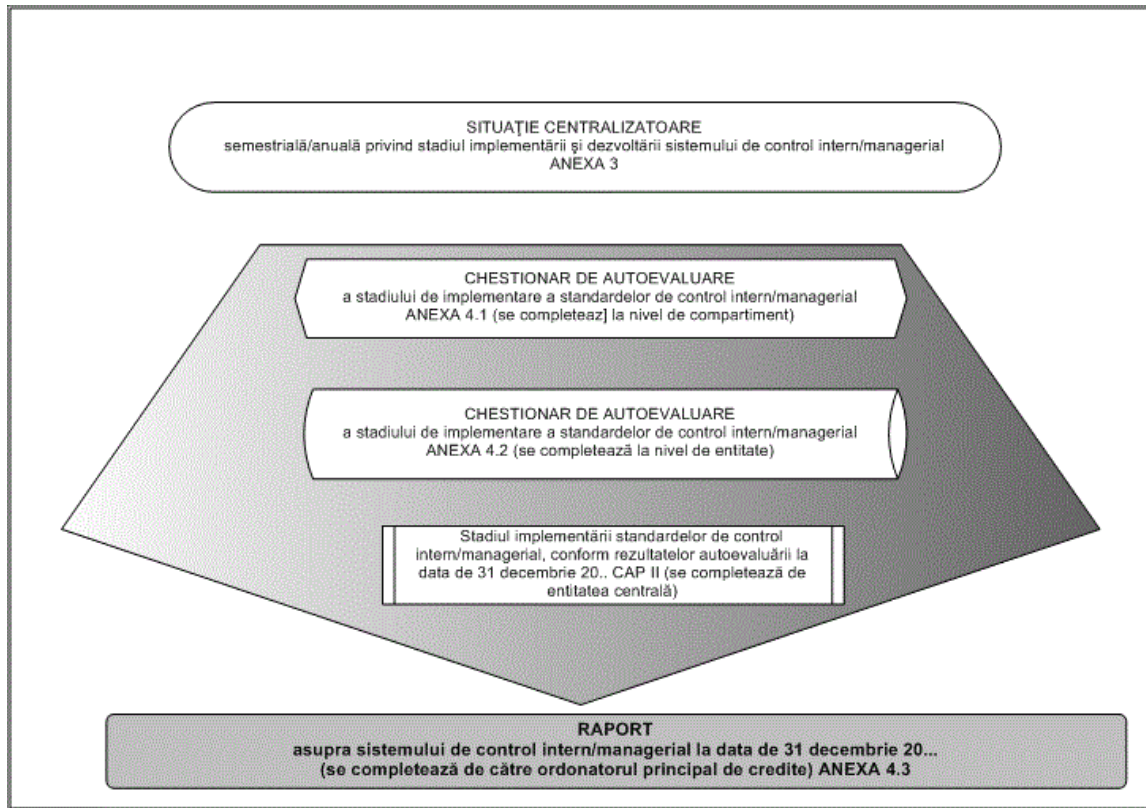 SITUAŢIE CENTRALIZATOARE
semestrială/anuală privind stadiul implementării şi dezvoltării sistemului de control intern/managerial
ANEXA 3
CHESTIONAR DE AUTOEVALUARE
a stadiului de implementare a standardelor de control intern/managerial
ANEXA 4.1 (se completeaz] la nivel de compartiment)
CHESTIONAR DE AUTOEVALUARE
a stadiului de implementare a standardelor de control intern/managerial
ANEXA 4.2 (se completează la nivel de entitate)
Stadiul implementării standardelor de control
intern/managerial, conform rezultatelor autoevaluării la
data de 31 decembrie 20.. CAP II (se completează de
entitatea centrală)
RAPORT
asupra sistemului de control intern/managerial la data de 31 decembrie 20...
(se completează de către ordonatorul principal de credite) ANEXA 4.3